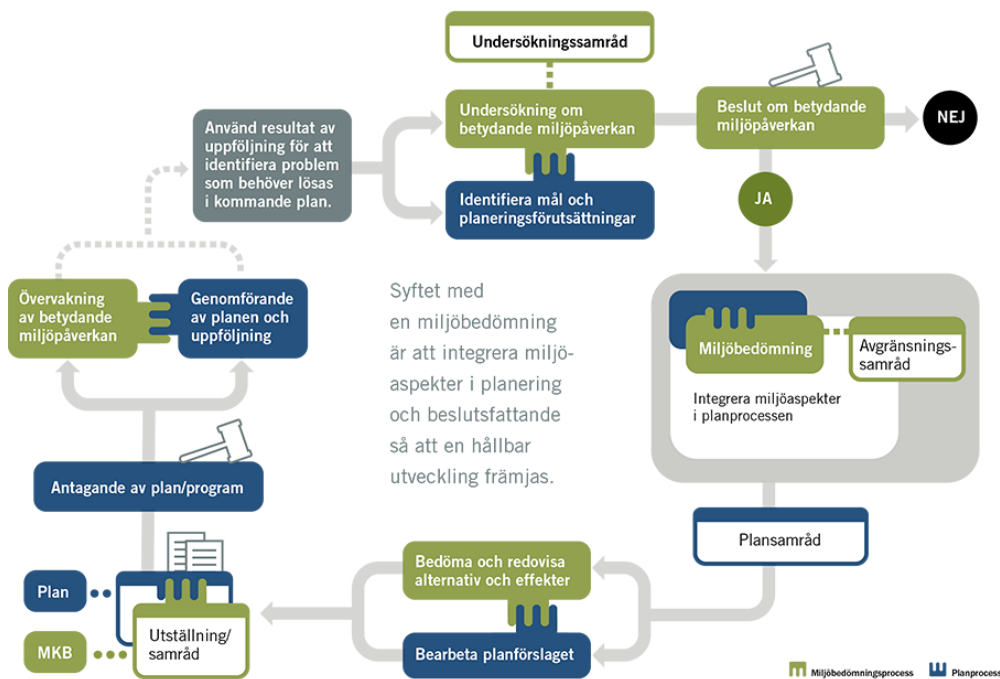 Undersökningssamråd
Undersökning om
betydande miljöpåverkan
Beslut om betydande
miljöpåverkan
NEJ
JA
Använd resultat av
uppföljning för att
identifiera problem
som behöver lösas
i kommande plan.
Identifiera mål och
planeringsförutsättningar
Övervakning
av betydande
miljöpåverkan
Genomförande
av planen och
uppföljning
Syftet med
en miljöbedömning
är att integrera miljö-
aspekter i planering
och beslutsfattande
så att en hållbar
utveckling främjas.
Miljöbedömning
Avgränsnings-
samråd
Integrera miljöaspekter
i planprocessen
Antagande av plan/program
Plansamråd
Bedöma och redovisa
alternativ och effekter
Bearbeta planförslaget
Plan
MKB
Utställning/
samråd
Miljöbedömningsprocess
Planprocess